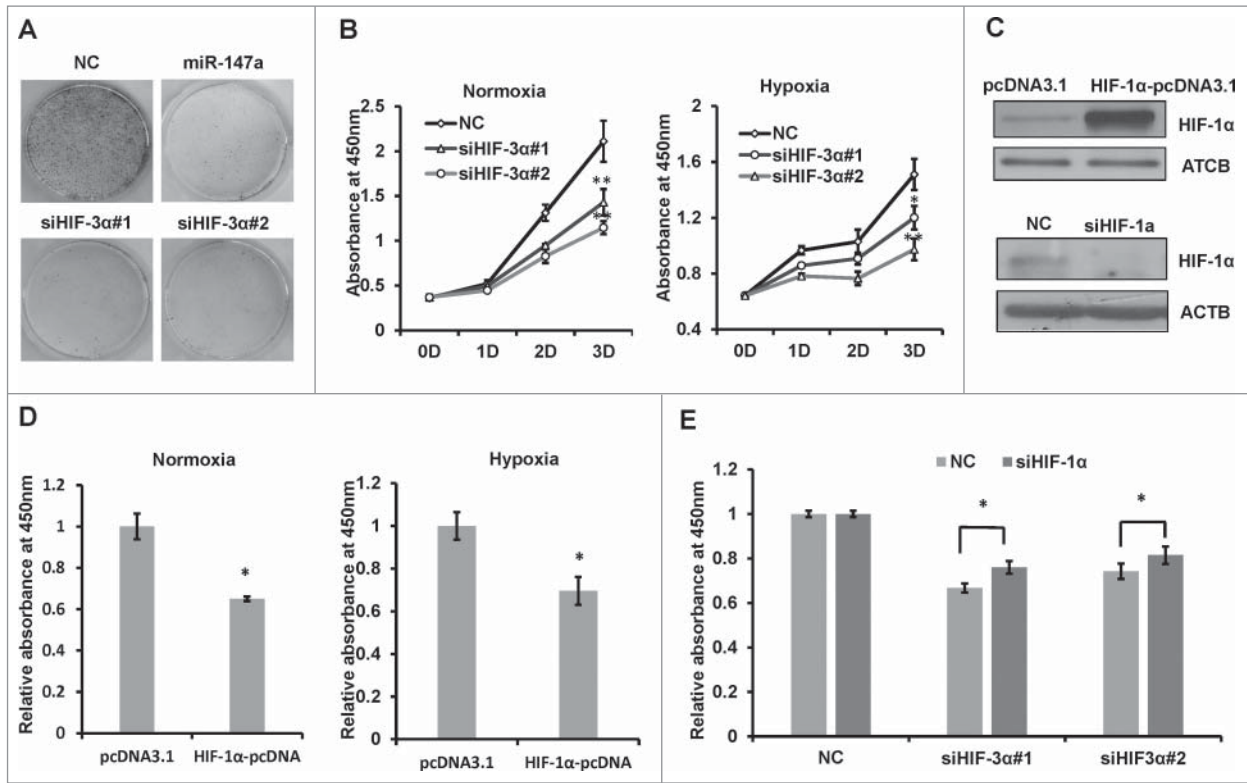 A
NC
miR-147a
siHIF-3α#1
siHIF-3α#2
B
Normoxia
Absorbance at 450nm
2.5
2
1.5
1
0.5
0
NC
siHIF-3α#1
siHIF-3α#2
**
**
0D 1D 2D 3D
Hypoxia
Absorbance at 450nm
2
1.6
1.2
0.8
0.4
NC
siHIF-3α#1
siHIF-3α#2
*
**
0D 1D 2D 3D
C
pcDNA3.1 HIF-1α-pcDNA3.1
HIF-1α
ATCB
NC siHIF-1a
HIF-1α
ACTB
D
Normoxia
Relative absorbance at 450nm
1.2
1
0.8
0.6
0.4
0.2
0
*
pcDNA3.1 HIF-1α-pcDNA
Hypoxia
Relative absorbance at 450nm
1.2
1
0.8
0.6
0.4
0.2
0
*
pcDNA3.1 HIF-1α-pcDNA
E
NC siHIF-1α
Relative absorbance at 450nm
1.2
1
0.8
0.6
0.4
0.2
0
* *
NC siHIF-3α#1 siHIF3α#2